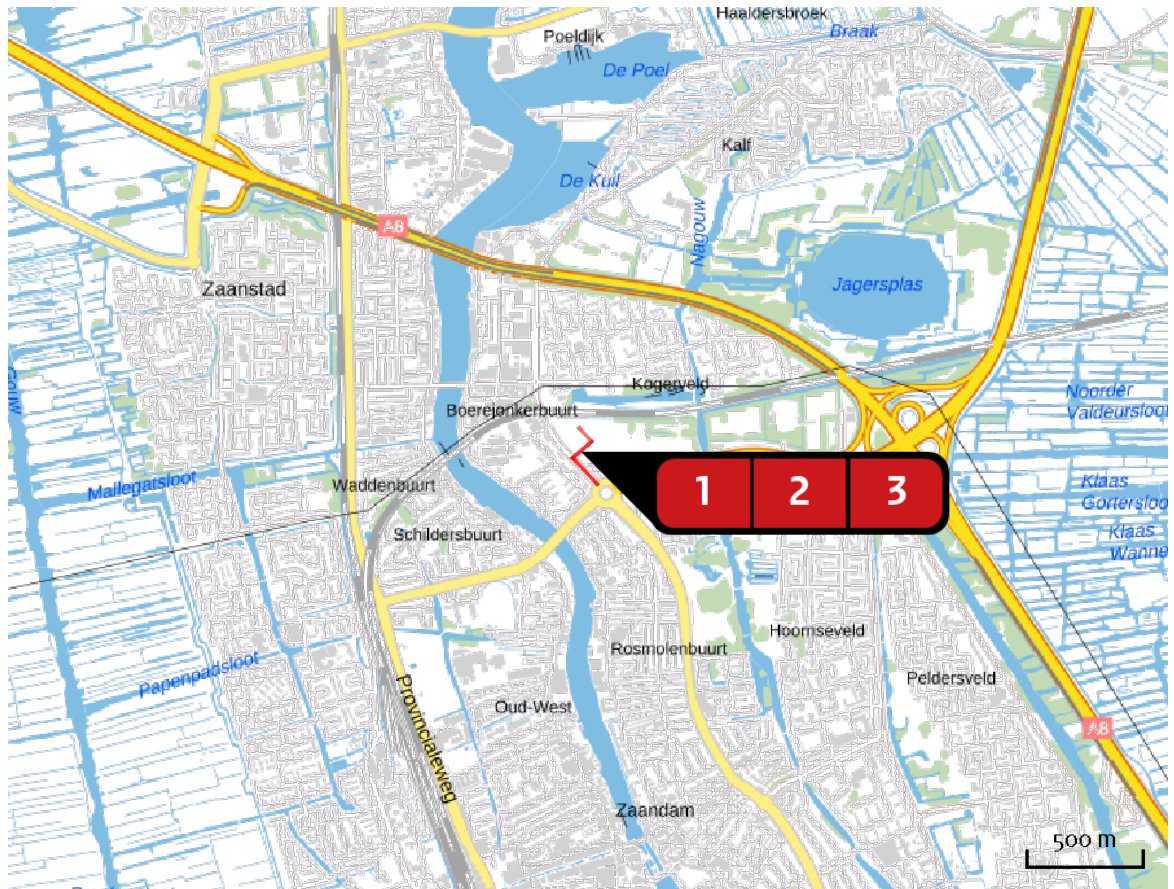 Haaldersbroek
Braak
Poeldijk
De Poel
Kalf
De Kuil
Nagouw
A8
Zaanstad
Jagersplas
Kogerveld
Noorder
Valdeursloot
Boerejonkerbuurt
Mallegatsloot
Waddenbuurt
1 2 3
Klaas
Gortersloo
Klaas
Wanne
Schildersbuurt
Hoornseveld
Rosmolenbuurt
Papenpadsloot
Peldersveld
Provincialeweg
Oud-West
A8
Zaandam
500 m